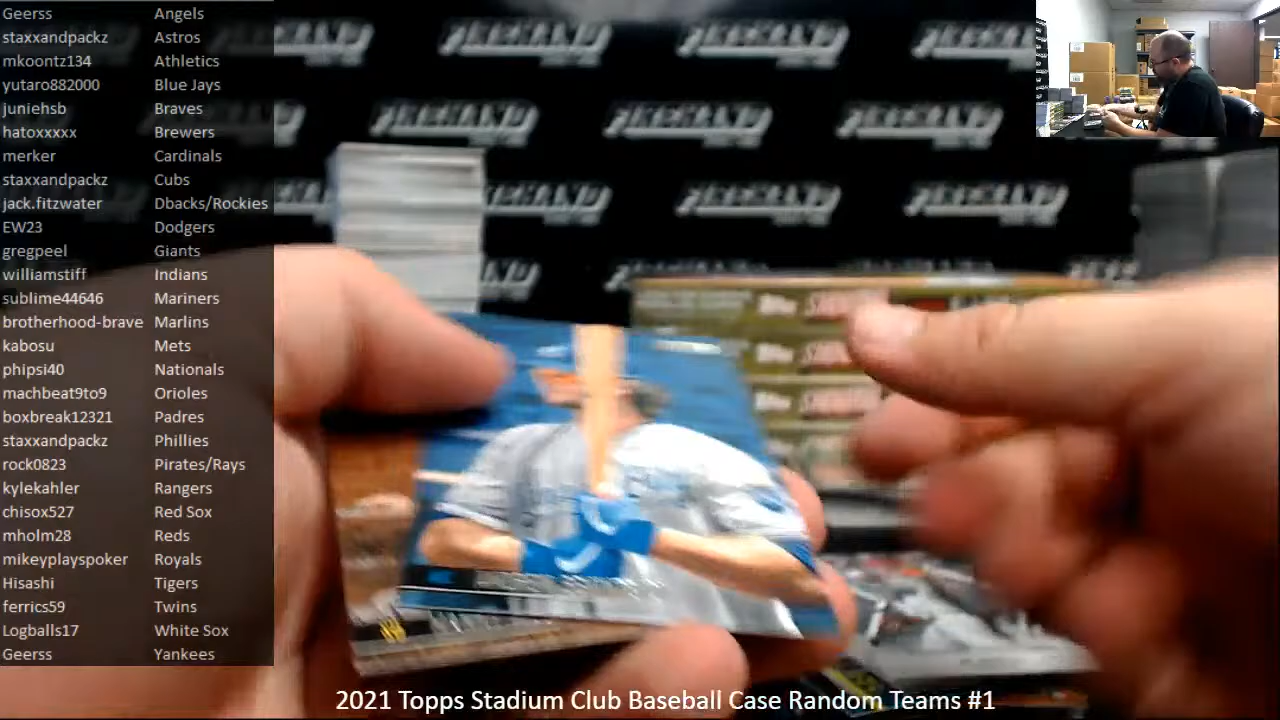 Geerss Angels
staxxandpackz Astros
mkoontz134 Athletics
yutaro882000 Blue Jays
juniehsb Braves
hatoxxxxx Brewers
merker Cardinals
staxxandpackz Cubs
jack.fitzwater Dbacks/Rockies
EW23 Dodgers
gregpeel Giants
williamstiff Indians
sublime44646 Mariners
brotherhood-brave Marlins
kabosu Mets
phipsi40 Nationals
machbeat9to9 Orioles
boxbreak12321 Padres
staxxandpackz Phillies
rock0823 Pirates/Rays
kylekahler Rangers
chisox527 Red Sox
mholm28 Reds
mikeyplayspoker Royals
Hisashi Tigers
ferrics59 Twins
Logballs17 White Sox
Geerss Yankees
2021 Topps Stadium Club Baseball Case Random Teams #1